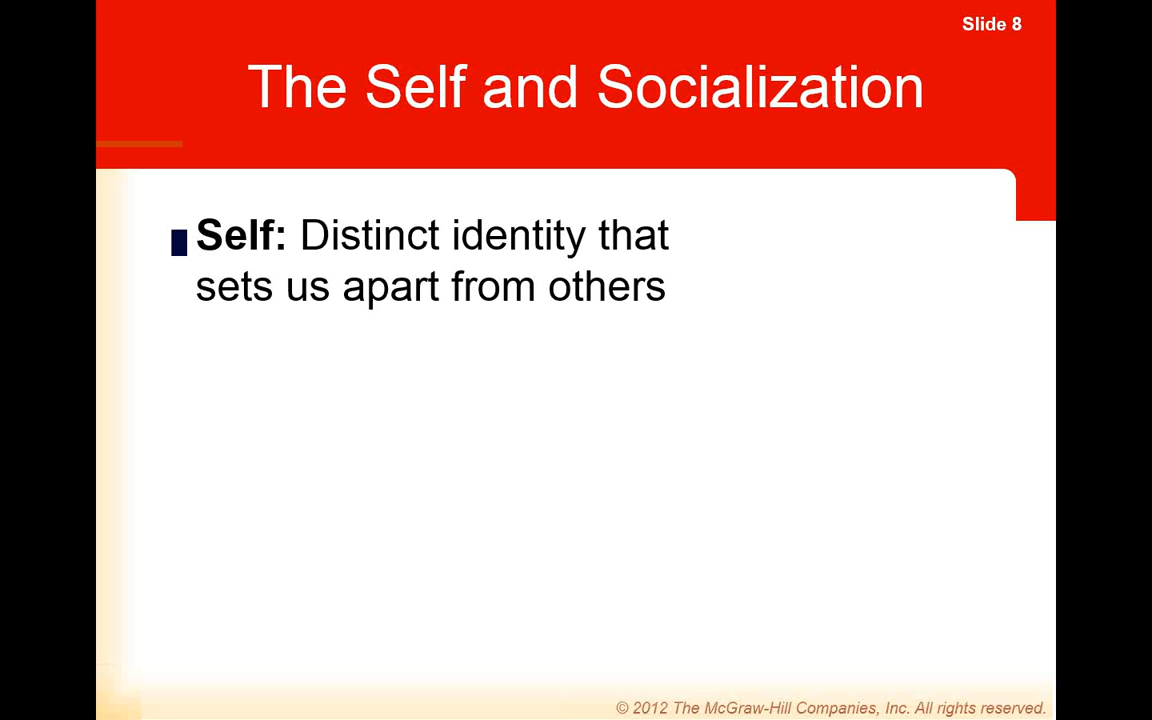 Slide 8
The Self and Socialization
Self: Distinct identity that
sets us apart from others
© 2012 The McGraw-Hill Companies, Inc. All rights reserved.